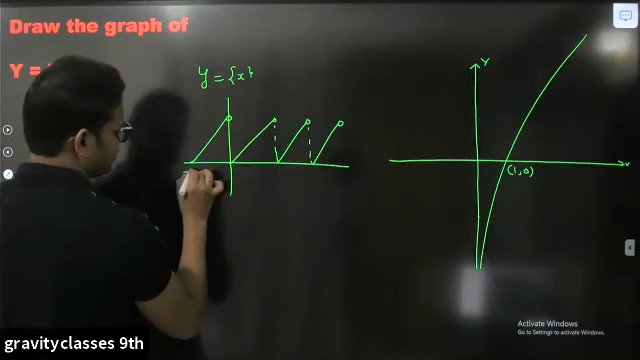 Draw the graph of
Y =
y = {x}
Y
x
(1,0)
Activate Windows
Go to Settings to activate Windows.
gravityclasses 9th